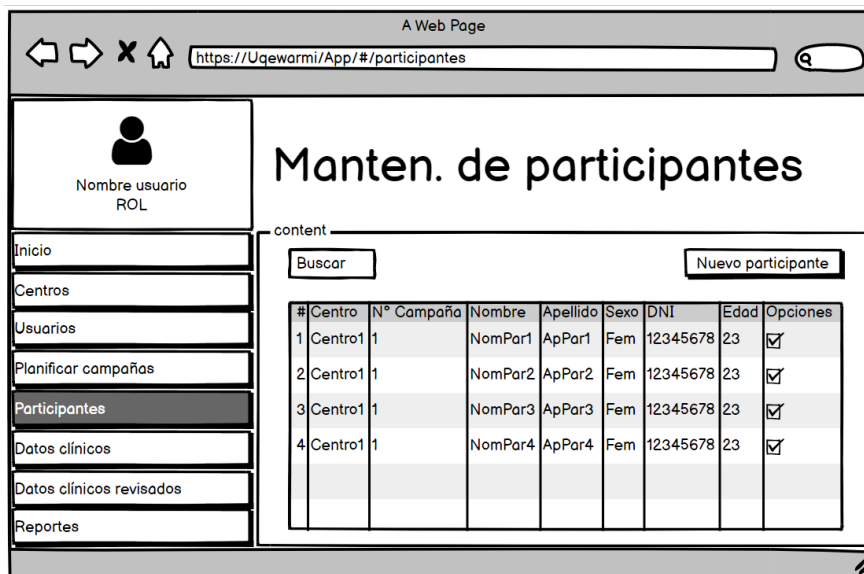 A Web Page
https://Uqewarmi/App/#/participantes
Nombre usuario
ROL
Inicio
Centros
Usuarios
Planificar campañas
Participantes
Datos clínicos
Datos clínicos revisados
Reportes
Manten. de participantes
content
Buscar
Nuevo participante
# Centro N° Campaña Nombre Apellido Sexo DNI Edad Opciones
1 Centro1 1 NomPar1 ApPar1 Fem 12345678 23
2 Centro1 1 NomPar2 ApPar2 Fem 12345678 23
3 Centro1 1 NomPar3 ApPar3 Fem 12345678 23
4 Centro1 1 NomPar4 ApPar4 Fem 12345678 23